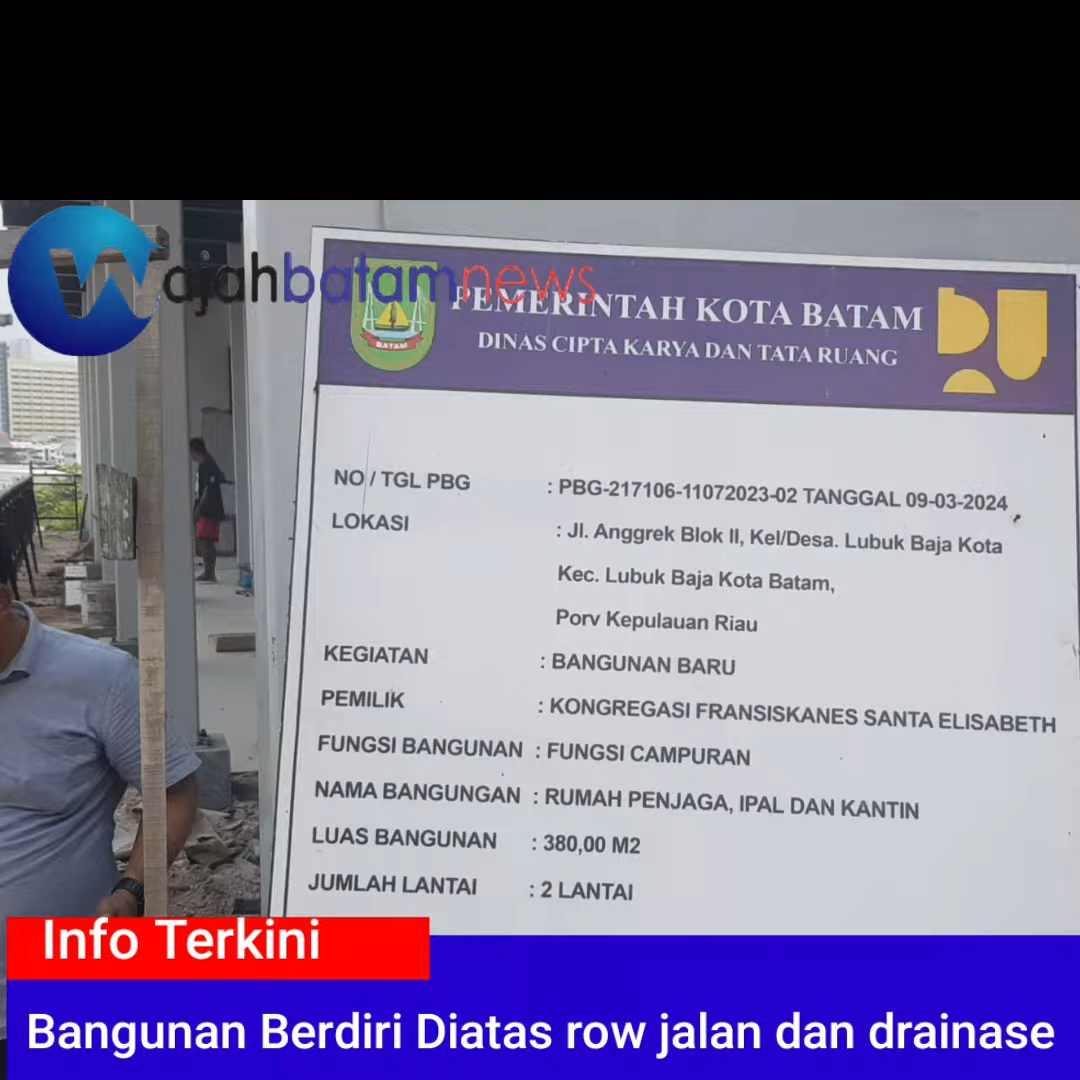 Wajahbatamnews
PEMERINTAH KOTA BATAM
DINAS CIPTA KARYA DAN TATA RUANG
BATAM
NO / TGL PBG : PBG-217106-11072023-02 TANGGAL 09-03-2024
LOKASI : Jl. Anggrek Blok II, Kel/Desa. Lubuk Baja Kota
Kec. Lubuk Baja Kota Batam,
Porv Kepulauan Riau
KEGIATAN : BANGUNAN BARU
PEMILIK : KONGREGASI FRANSISKANES SANTA ELISABETH
FUNGSI BANGUNAN : FUNGSI CAMPURAN
NAMA BANGUNGAN : RUMAH PENJAGA, IPAL DAN KANTIN
LUAS BANGUNAN : 380,00 M2
JUMLAH LANTAI : 2 LANTAI
Info Terkini
Bangunan Berdiri Diatas row jalan dan drainase